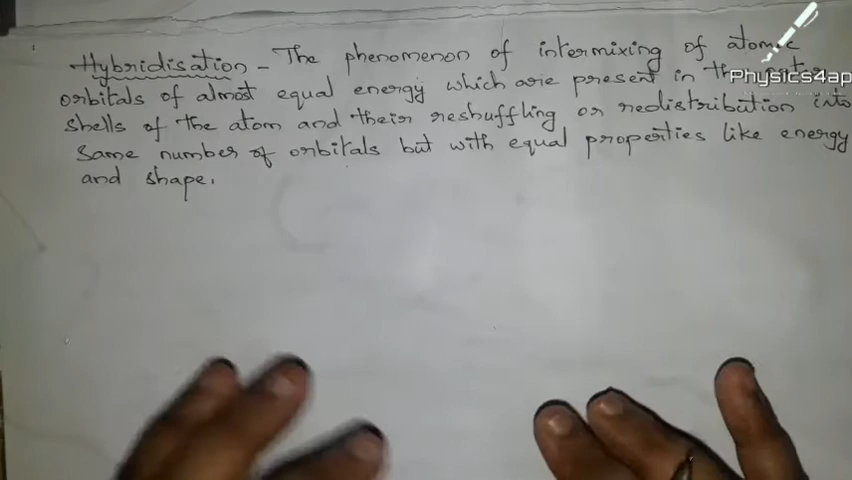 Hybridisation - The phenomenon of intermixing of atomic
Physics4ap
orbitals of almost equal energy which are present in the outer
shells of the atom and their reshuffling or redistribution into
same number of orbitals but with equal properties like energy
and shape.